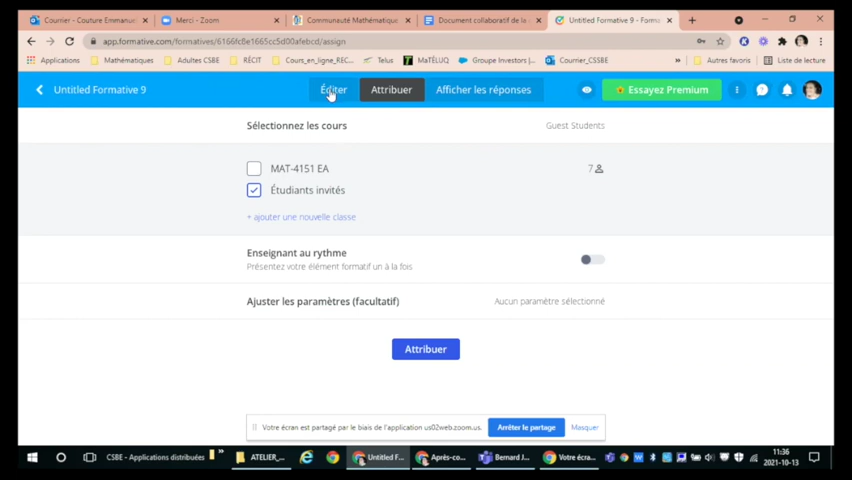 Courrier - Couture Emmanuel
Merci - Zoom
Communauté Mathématique
Document collaboratif de la
Untitled Formative 9 - Forma
app.formative.com/formatives/6166fc8e1665cc5d00afebcd/assign
Applications
Mathématiques
Adultes CSBE
RÉCIT
Cours_en_ligne_REC...
Telus
MaTÉLUQ
Groupe Investors |...
Courrier_CSSBE
»
Autres favoris
Liste de lecture
Untitled Formative 9
Éditer
Attribuer
Afficher les réponses
Essayez Premium
Sélectionnez les cours
Guest Students
MAT-4151 EA
7
Étudiants invités
+ ajouter une nouvelle classe
Enseignant au rythme
Présentez votre élément formatif un à la fois
Ajuster les paramètres (facultatif)
Aucun paramètre sélectionné
Attribuer
Votre écran est partagé par le biais de l'application us02web.zoom.us.
Arrêter le partage
Masquer
CSBE - Applications distribuées
»
ATELIER_...
Untitled F...
Après-co...
Bernard J...
Votre écra...
11:36
2021-10-13